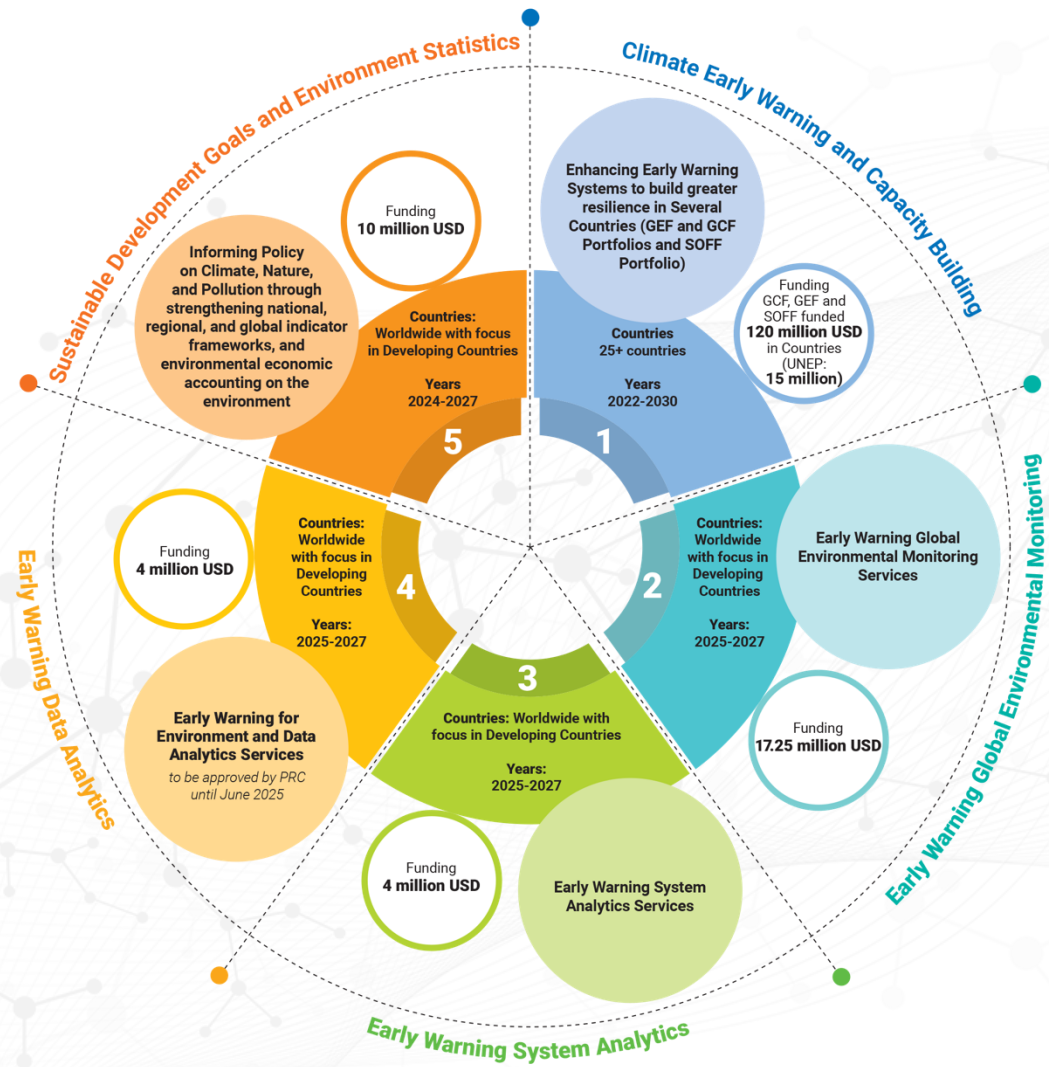 Sustainable Development Goals and Environment Statistics
Climate Early Warning and Capacity Building
Early Warning Global Environmental Monitoring
Early Warning System Analytics
Early Warning Data Analytics
Enhancing Early Warning
Systems to build greater
resilience in Several
Countries (GEF and GCF
Portfolios and SOFF
Portfolio)
Funding
GCF, GEF and
SOFF funded
120 million USD
in Countries
(UNEP:
15 million)
Countries
25+ countries
Years
2022-2030
1
Early Warning Global
Environmental Monitoring
Services
Countries:
Worldwide
with focus in
Developing
Countries
Years:
2025-2027
2
Funding
17.25 million USD
3
Countries: Worldwide with
focus in Developing Countries
Years:
2025-2027
Early Warning System
Analytics Services
Funding
4 million USD
4
Countries:
Worldwide
with focus in
Developing
Countries
Years:
2025-2027
Funding
4 million USD
Early Warning for
Environment and Data
Analytics Services
to be approved by PRC
until June 2025
Funding
10 million USD
Informing Policy
on Climate, Nature,
and Pollution through
strengthening national,
regional, and global indicator
frameworks, and
environmental economic
accounting on the
environment
Countries:
Worldwide with focus
in Developing Countries
Years
2024-2027
5